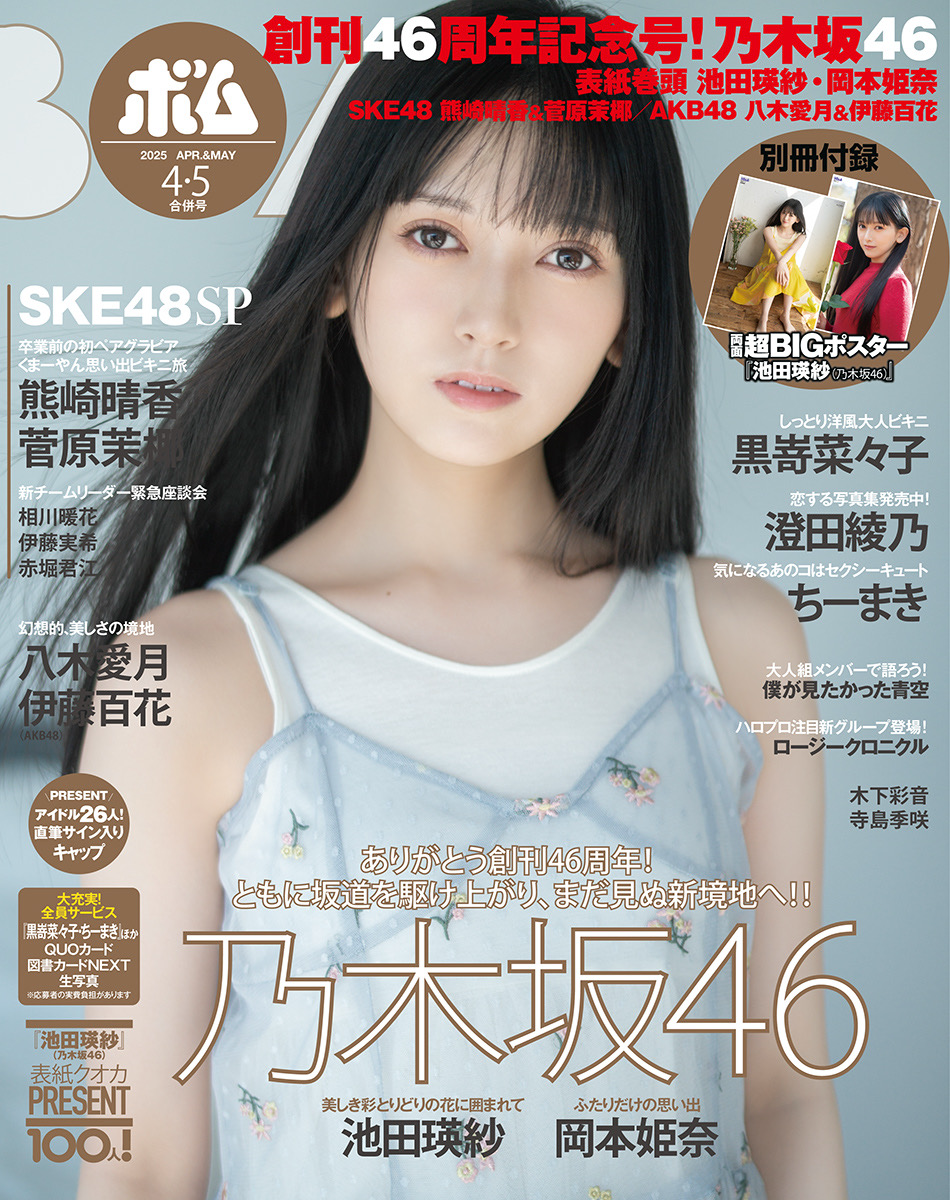 創刊46周年記念号!乃木坂46
表紙巻頭 池田瑛紗・岡本姫奈
SKE48 熊崎晴香&菅原茉椰/AKB48 八木愛月&伊藤百花
ボム
2025 APR.&MAY
4・5
合併号
別冊付録
両面 超BIGポスター
『池田瑛紗(乃木坂46)』
SKE48 SP
卒業前の初ペアグラビア
くまーやん思い出ビキニ旅
熊崎晴香
菅原茉椰
新チームリーダー緊急座談会
相川暖花
伊藤実希
赤堀君江
幻想的、美しさの境地
八木愛月
伊藤百花
(AKB48)
しっとり洋風大人ビキニ
黒嵜菜々子
恋する写真集発売中!
澄田綾乃
気になるあのコはセクシーキュート
ちーまき
大人組メンバーで語ろう!
僕が見たかった青空
ハロプロ注目新グループ登場!
ロージークロニクル
木下彩音
寺島季咲
\PRESENT/
アイドル26人!
直筆サイン入り
キャップ
大充実!
全員サービス
『黒嵜菜々子・ちーまき』ほか
QUOカード
図書カードNEXT
生写真
※応募者の実費負担があります
『池田瑛紗』
(乃木坂46)
表紙クオカ
PRESENT
100人!
ありがとう創刊46周年!
ともに坂道を駆け上がり、まだ見ぬ新境地へ!!
乃木坂46
美しき彩とりどりの花に囲まれて
池田瑛紗
ふたりだけの思い出
岡本姫奈